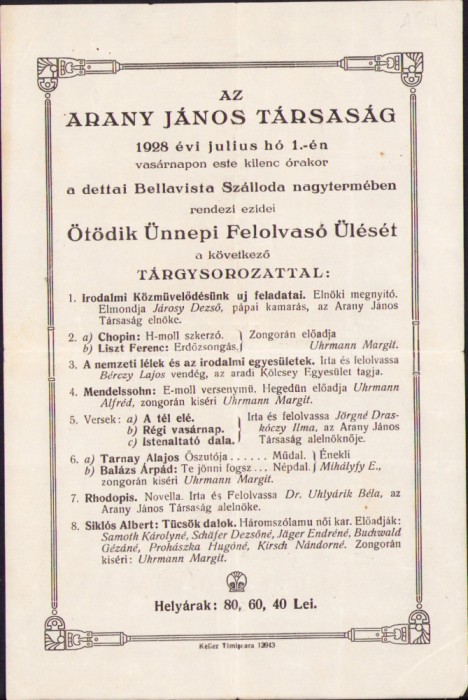 AZ
ARANY JÁNOS TÁRSASÁG
1928 évi julius hó 1.-én
vasárnapon este kilenc órakor
a dettai Bellavista Szálloda nagytermében
rendezi ezidei
Ötödik Ünnepi Felolvasó Ülését
a következő
TÁRGYSOROZATTAL:
1. Irodalmi Közmüvelődésünk uj feladatai. Elnöki megnyitó.
Elmondja Járosy Dezső, pápai kamarás, az Arany János
Társaság elnöke.
2. a) Chopin: H-moll szkerzó. } Zongorán előadja
b) Liszt Ferenc: Erdőzsongás. } Uhrmann Margit.
3. A nemzeti lélek és az irodalmi egyesületek. Irta és felolvassa
Bérczy Lajos vendég, az aradi Kölcsey Egyesület tagja.
4. Mendelssohn: E-moll versenymü. Hegedün előadja Uhrmann
Alfréd, zongorán kiséri Uhrmann Margit.
5. Versek: a) A tél elé. } Irta és felolvassa Jörgné Dras-
b) Régi vasárnap. } kóczy Ilma, az Arany János
c) Istenaltató dala. } Társaság alelnöknője.
6. a) Tarnay Alajos Őszutója ...... Müdal. } Énekli
b) Balázs Árpád: Te jönni fogsz ... Népdal. } Mihályfy E.,
zongorán kiséri Uhrmann Margit.
7. Rhodopis. Novella. Irta és Felolvassa Dr. Uhlyárik Béla, az
Arany János Társaság alelnöke.
8. Siklós Albert: Tücsök dalok. Háromszólamu női kar. Előadják:
Samoth Károlyné, Schäfer Dezsőné, Jäger Endréné, Buchwald
Gézáné, Prohászka Hugóné, Kirsch Nándorné. Zongorán
kiséri: Uhrmann Margit.
Helyárak: 80, 60, 40 Lei.
Keller Timișoara 12943